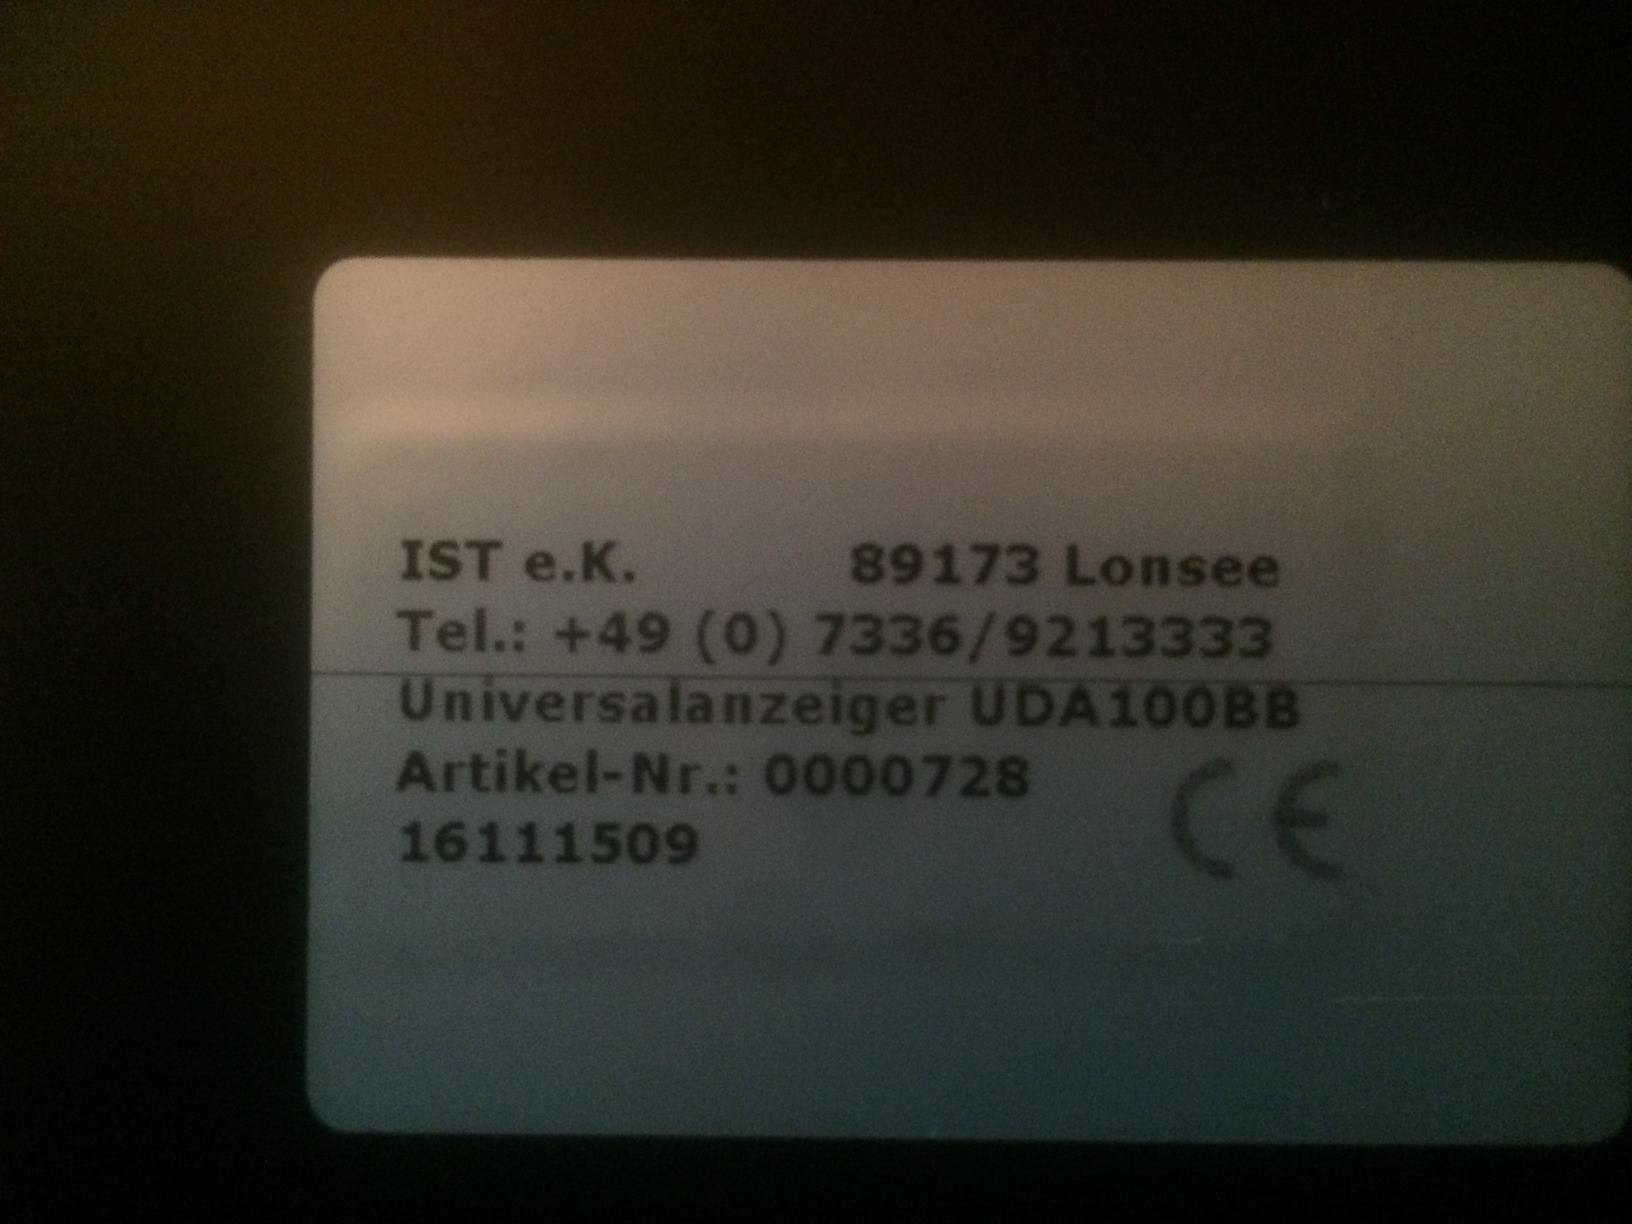 IST e.K. 89173 Lonsee
Tel.: +49 (0) 7336/9213333
Universalanzeiger UDA100BB
Artikel-Nr.: 0000728
16111509
CE